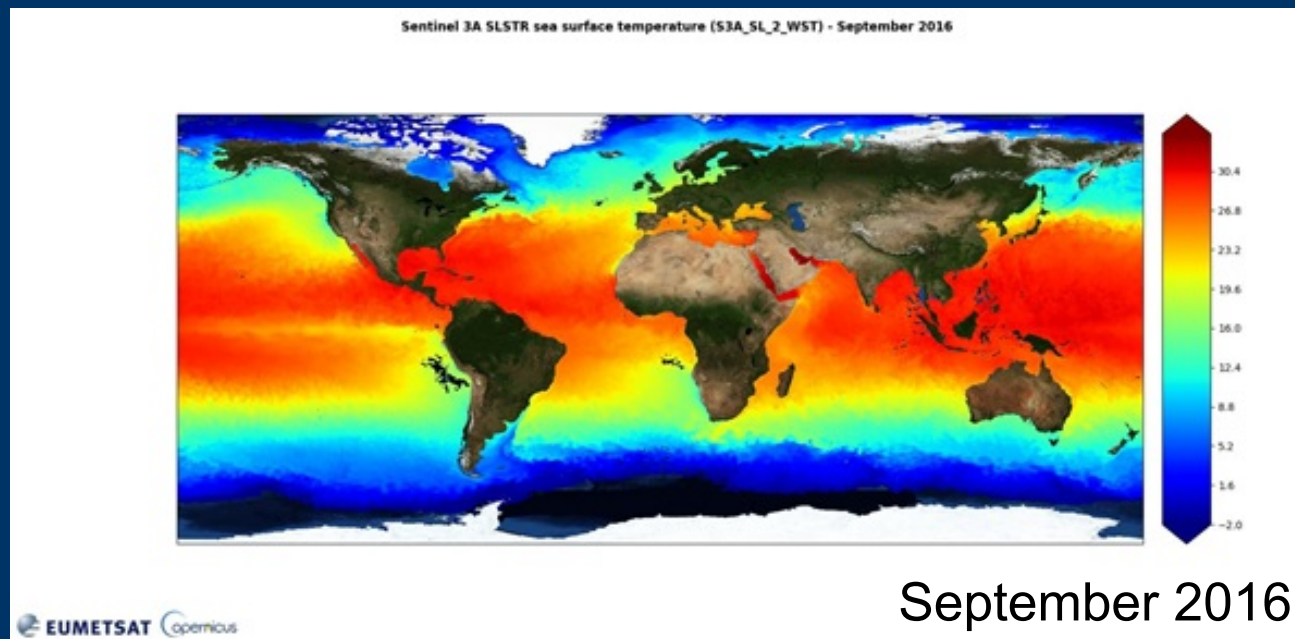 Sentinel 3A SLSTR sea surface temperature (S3A_SL_2_WST) - September 2016
30.4
26.8
23.2
19.6
16.0
12.4
8.8
5.2
1.6
−2.0
September 2016
EUMETSAT
opernicus